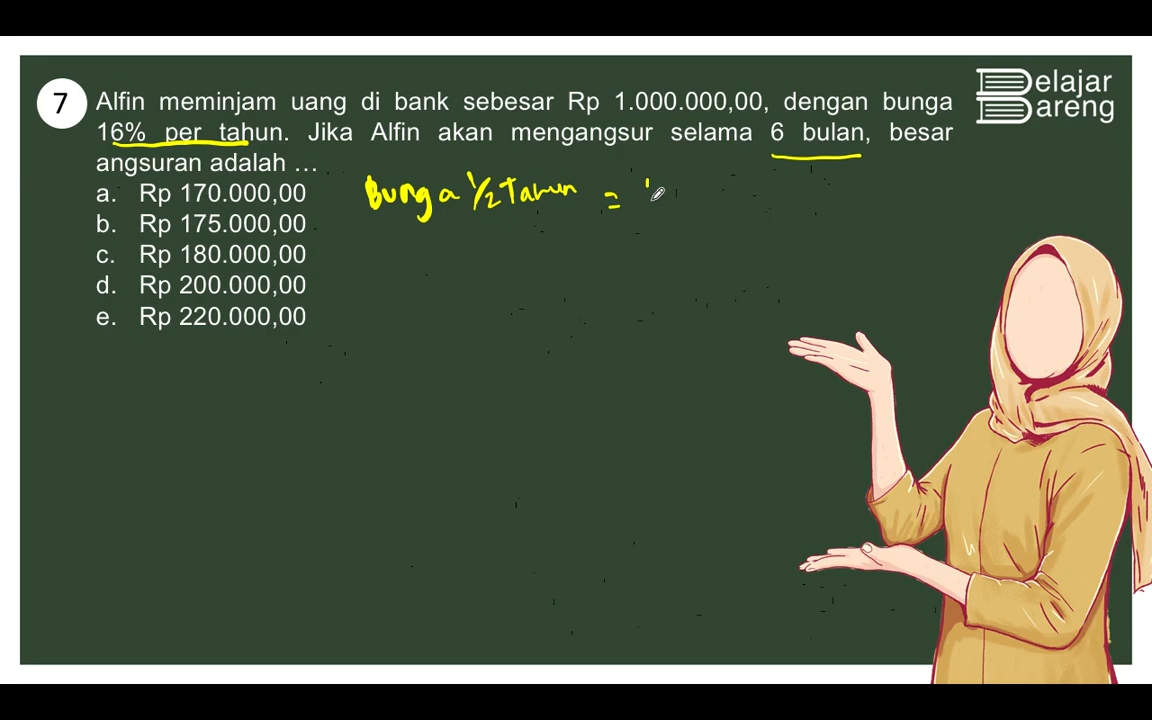 7
Alfin meminjam uang di bank sebesar Rp 1.000.000,00, dengan bunga
16% per tahun. Jika Alfin akan mengangsur selama 6 bulan, besar
angsuran adalah …
a. Rp 170.000,00
b. Rp 175.000,00
c. Rp 180.000,00
d. Rp 200.000,00
e. Rp 220.000,00
Bunga 1/2 Tahun =
Belajar
Bareng